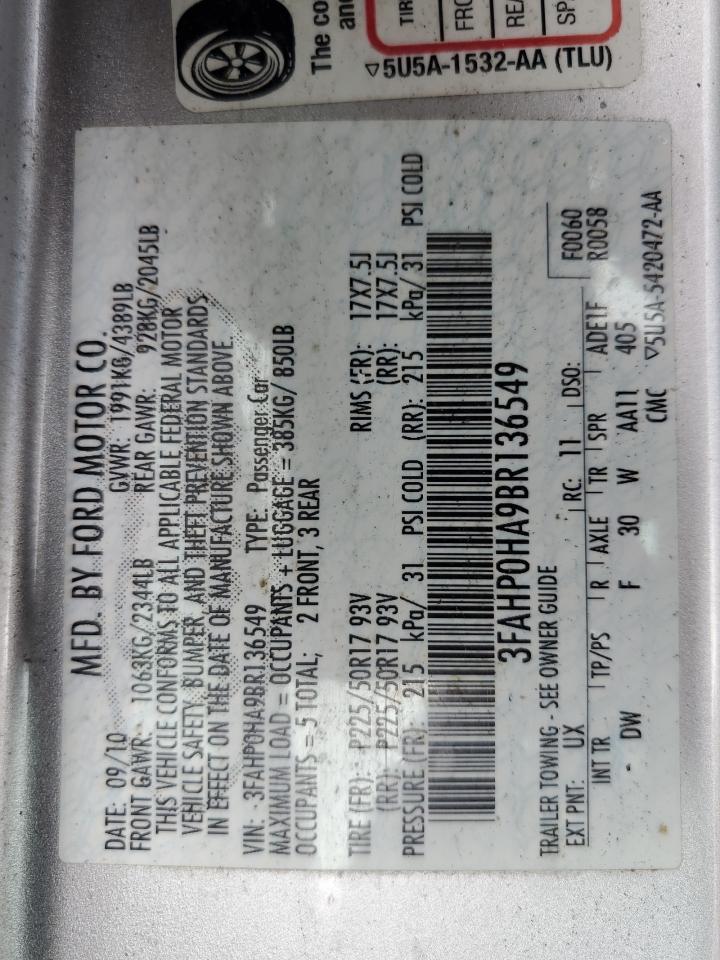 The co
an
TIR
FRO
REA
SP
▽5U5A-1532-AA (TLU)
MFD. BY FORD MOTOR CO.
DATE: 09/10 GVWR: 1991KG/4389LB
FRONT GAWR: 1063KG/2344LB REAR GAWR: 928KG/2045LB
THIS VEHICLE CONFORMS TO ALL APPLICABLE FEDERAL MOTOR
VEHICLE SAFETY, BUMPER, AND THEFT PREVENTION STANDARDS
IN EFFECT ON THE DATE OF MANUFACTURE SHOWN ABOVE.
VIN: 3FAHP0HA9BR136549 TYPE: Passenger Car
MAXIMUM LOAD = OCCUPANTS + LUGGAGE = 385KG/ 850LB
OCCUPANTS = 5 TOTAL; 2 FRONT, 3 REAR
TIRE (FR): P225/50R17 93V RIMS (FR): 17X7.5J
(RR): P225/50R17 93V (RR): 17X7.5J
PRESSURE (FR): 215 kPa/ 31 PSI COLD (RR): 215 kPa/ 31 PSI COLD
3FAHP0HA9BR136549
TRAILER TOWING - SEE OWNER GUIDE
EXT PNT: UX RC: 11 DSO: F0060
R0058
INT TR TP/PS R AXLE TR SPR ADE1F
DW F 30 W AA11 405
CMC ▽5U5A-5420472-AA